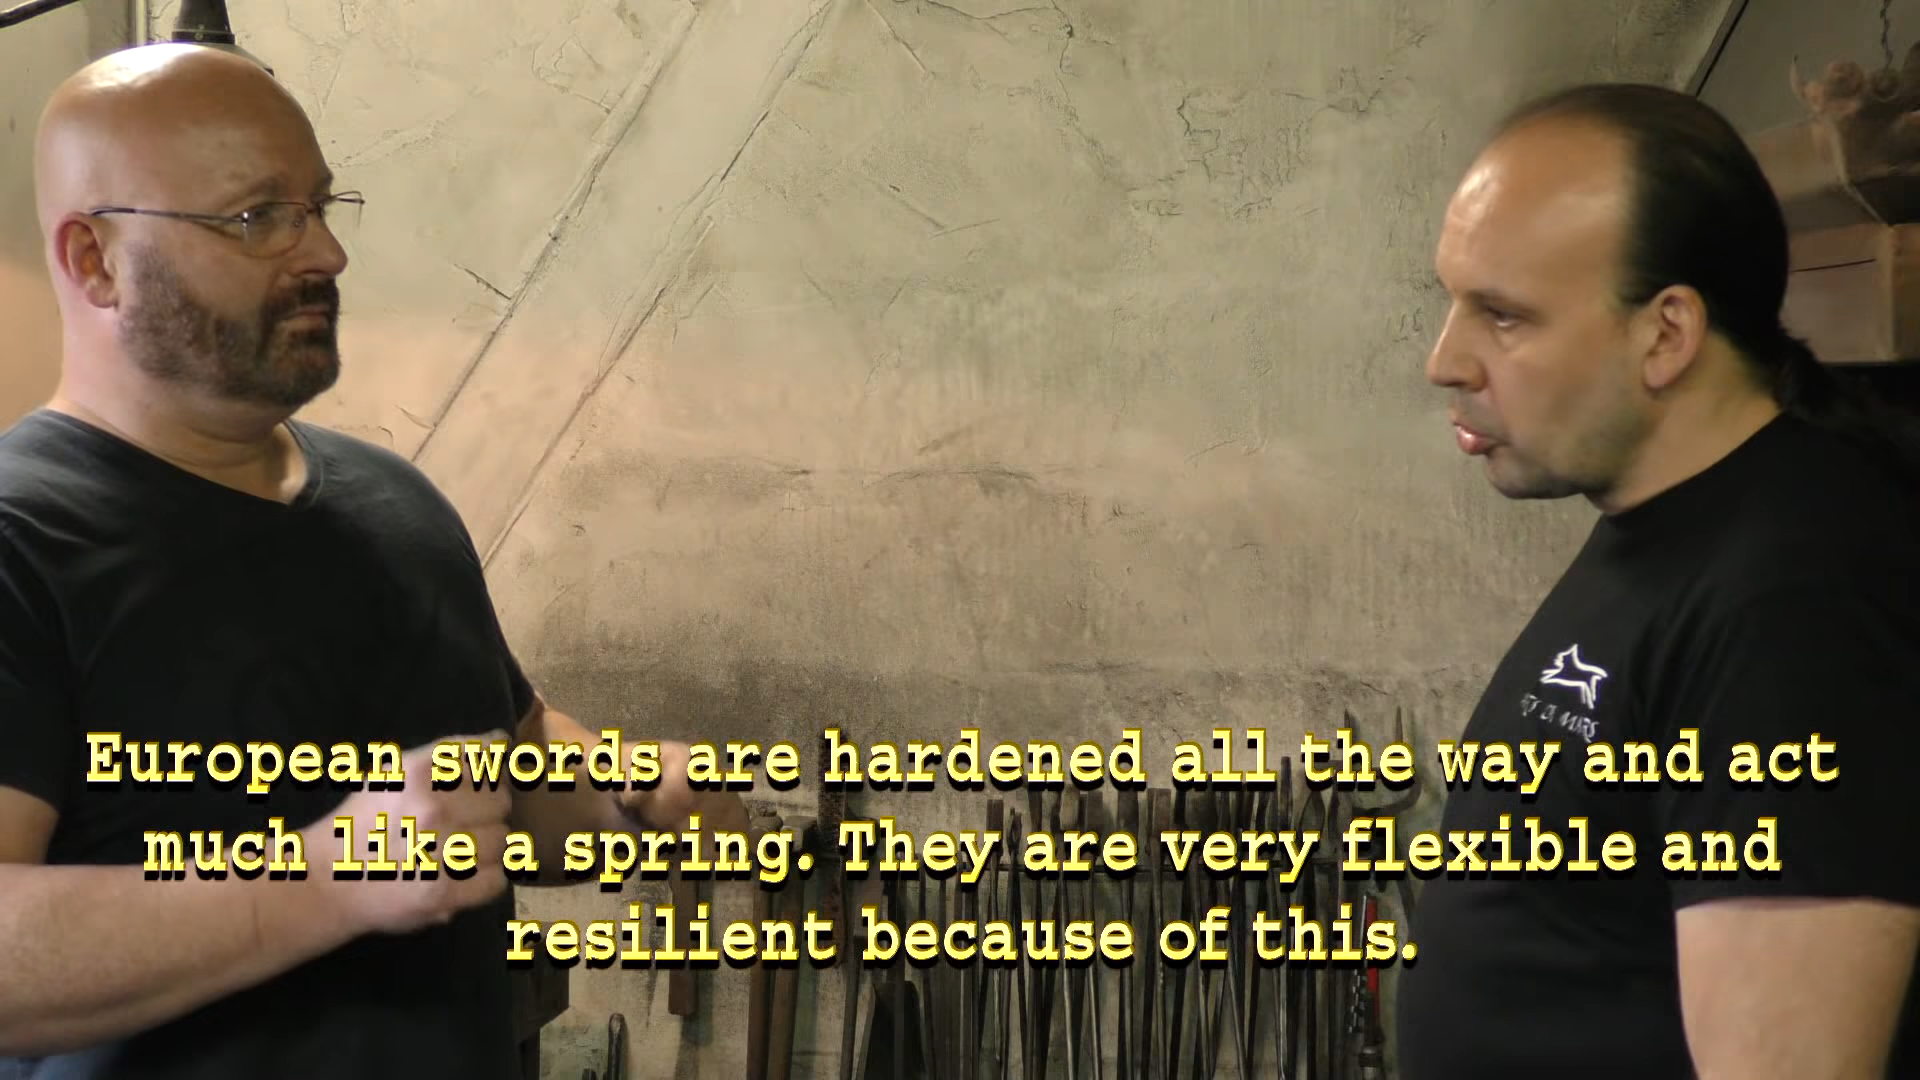 European swords are hardened all the way and act
much like a spring. They are very flexible and
resilient because of this.